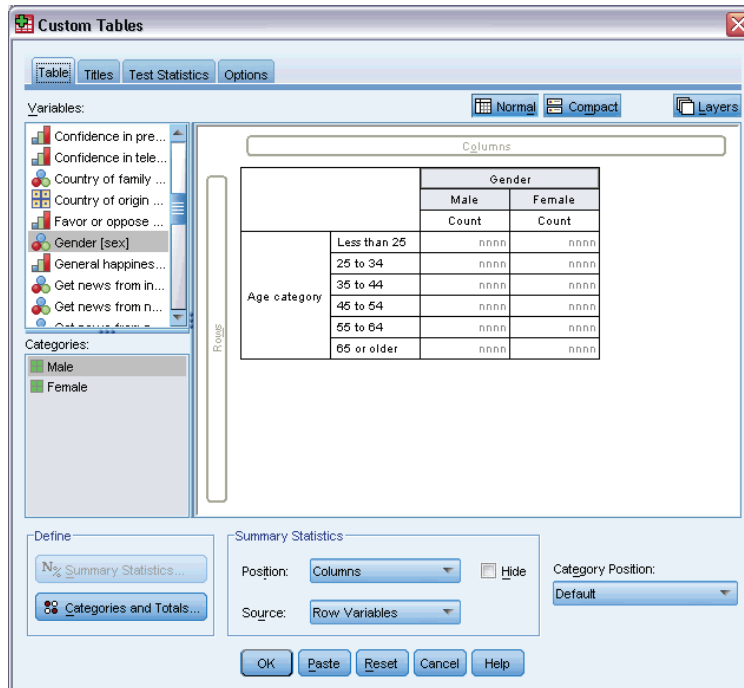 Custom Tables
Table Titles Test Statistics Options
Variables:
Normal Compact Layers
Confidence in pre...
Confidence in tele...
Country of family ...
Country of origin ...
Favor or oppose ...
Gender [sex]
General happines...
Get news from in...
Get news from n...
Categories:
Male
Female
Columns
Rows
Gender
Male Female
Count Count
Age category
Less than 25 nnnn nnnn
25 to 34 nnnn nnnn
35 to 44 nnnn nnnn
45 to 54 nnnn nnnn
55 to 64 nnnn nnnn
65 or older nnnn nnnn
Define
N% Summary Statistics...
Categories and Totals...
Summary Statistics
Position: Columns Hide
Source: Row Variables
Category Position:
Default
OK Paste Reset Cancel Help